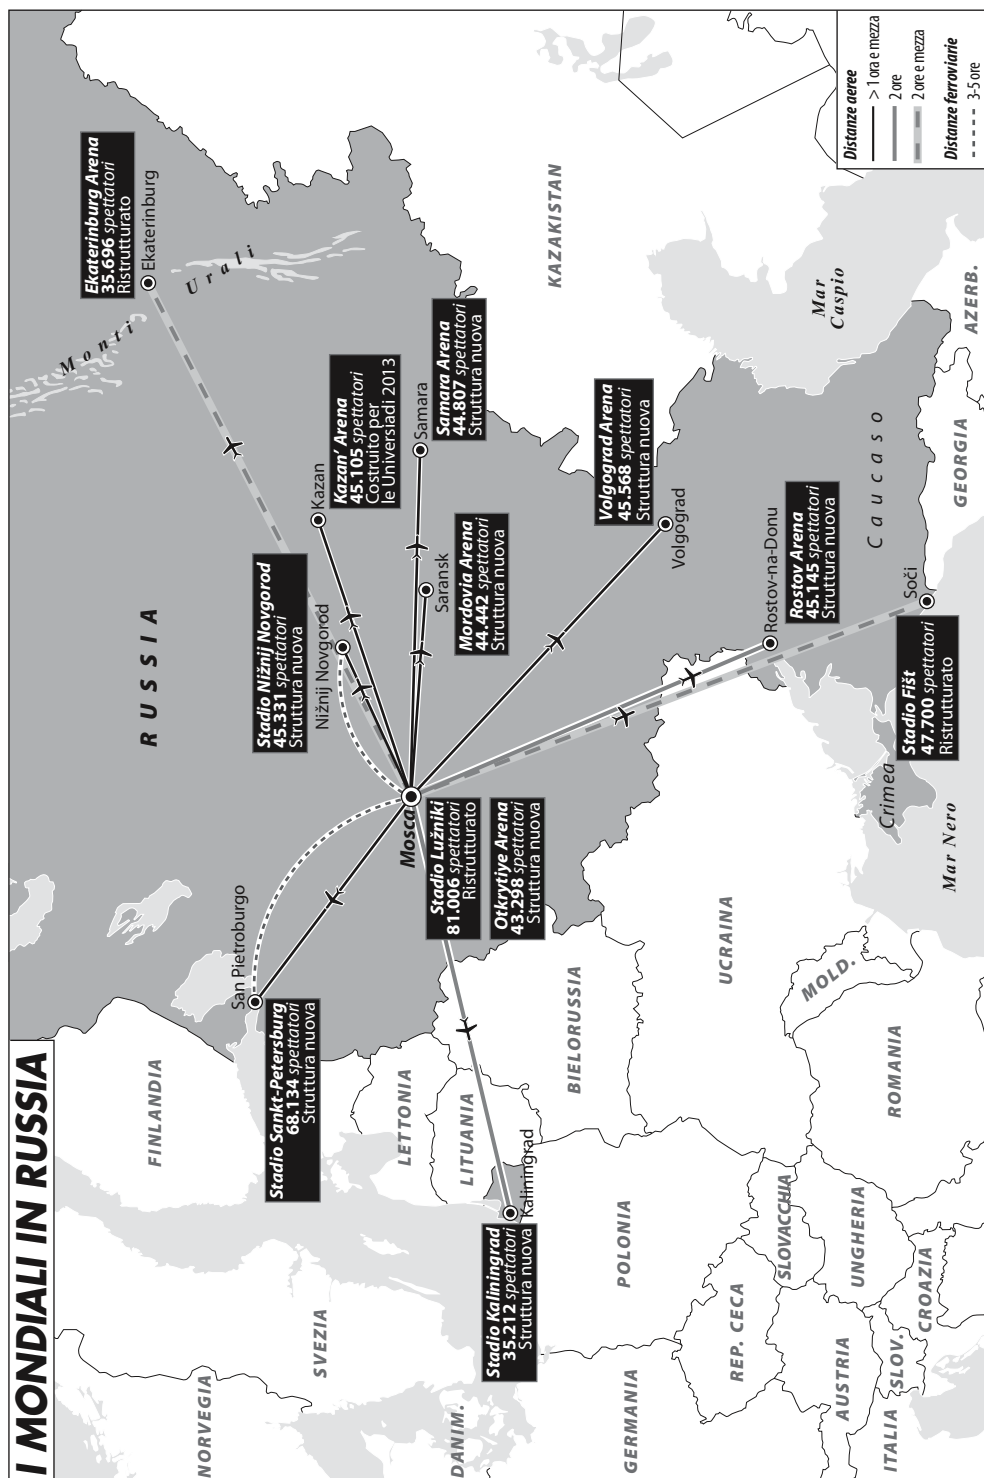 I MONDIALI IN RUSSIA
NORVEGIA
SVEZIA
FINLANDIA
DANIM.
GERMANIA
POLONIA
LETTONIA
LITUANIA
BIELORUSSIA
UCRAINA
MOLD.
ROMANIA
UNGHERIA
SLOVACCHIA
REP. CECA
AUSTRIA
SLOV.
CROAZIA
ITALIA
RUSSIA
KAZAKISTAN
GEORGIA
AZERB.
Monti Urali
Caucaso
Crimea
Mar Nero
Mar
Caspio
San Pietroburgo
Stadio Sankt-Petersburg
68.134 spettatori
Struttura nuova
Kaliningrad
Stadio Kaliningrad
35.212 spettatori
Struttura nuova
Mosca
Stadio Lužniki
81.006 spettatori
Ristrutturato
Otkrytiye Arena
43.298 spettatori
Struttura nuova
Nižnij Novgorod
Stadio Nižnij Novgorod
45.331 spettatori
Struttura nuova
Kazan
Kazan’ Arena
45.105 spettatori
Costruito per
le Universiadi 2013
Ekaterinburg Arena
35.696 spettatori
Ristrutturato
Ekaterinburg
Samara Arena
44.807 spettatori
Struttura nuova
Samara
Saransk
Mordovia Arena
44.442 spettatori
Struttura nuova
Volgograd Arena
45.568 spettatori
Struttura nuova
Volgograd
Rostov-na-Donu
Rostov Arena
45.145 spettatori
Struttura nuova
Soči
Stadio Fišt
47.700 spettatori
Ristrutturato
Distanze aeree
> 1 ora e mezza
2 ore
2 ore e mezza
Distanze ferroviarie
3-5 ore